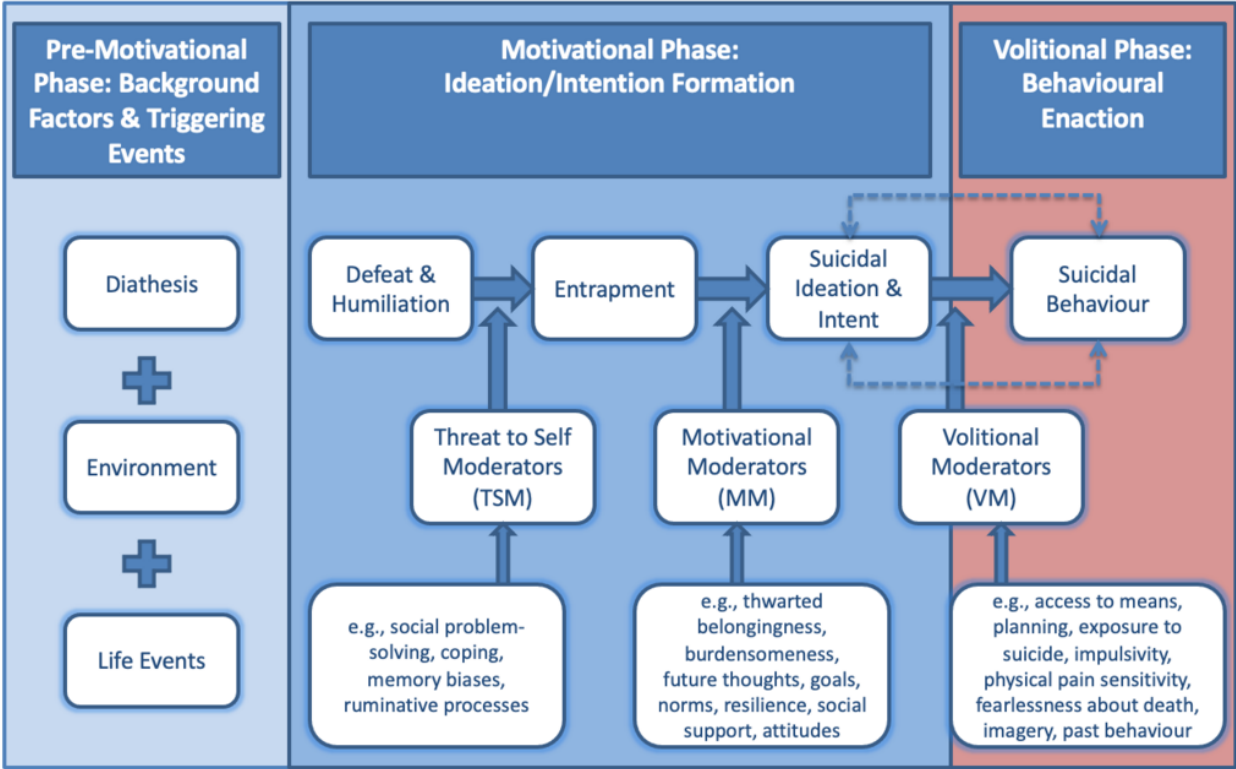 Pre-Motivational
Phase: Background
Factors & Triggering
Events
Motivational Phase:
Ideation/Intention Formation
Volitional Phase:
Behavioural
Enaction
Diathesis
Environment
Life Events
Defeat &
Humiliation
Entrapment
Suicidal
Ideation &
Intent
Suicidal
Behaviour
Threat to Self
Moderators
(TSM)
Motivational
Moderators
(MM)
Volitional
Moderators
(VM)
e.g., social problem-
solving, coping,
memory biases,
ruminative processes
e.g., thwarted
belongingness,
burdensomeness,
future thoughts, goals,
norms, resilience, social
support, attitudes
e.g., access to means,
planning, exposure to
suicide, impulsivity,
physical pain sensitivity,
fearlessness about death,
imagery, past behaviour